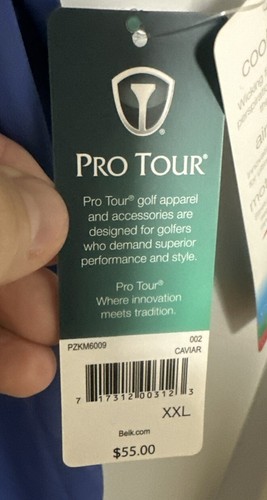 PRO TOUR®
Pro Tour® golf apparel
and accessories are
designed for golfers
who demand superior
performance and style.
Pro Tour®
Where innovation
meets tradition.
PZKM6009 002
CAVIAR
7 17312 00312 3
XXL
Belk.com
$55.00